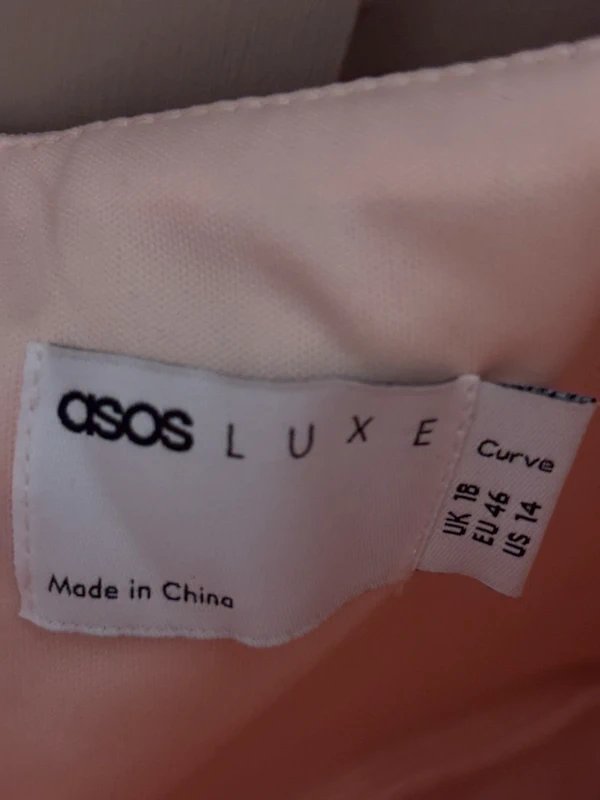 asos LUXE
Made in China
Curve
UK 18
EU 46
US 14